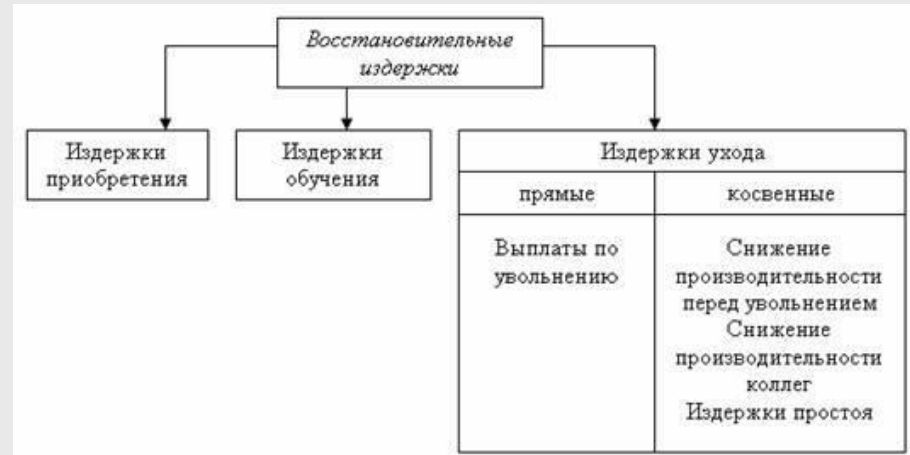 Восстановительные
издержки
Издержки
приобретения
Издержки
обучения
Издержки ухода
прямые
косвенные
Выплаты по
увольнению
Снижение
производительности
перед увольнением
Снижение
производительности
коллег
Издержки простоя